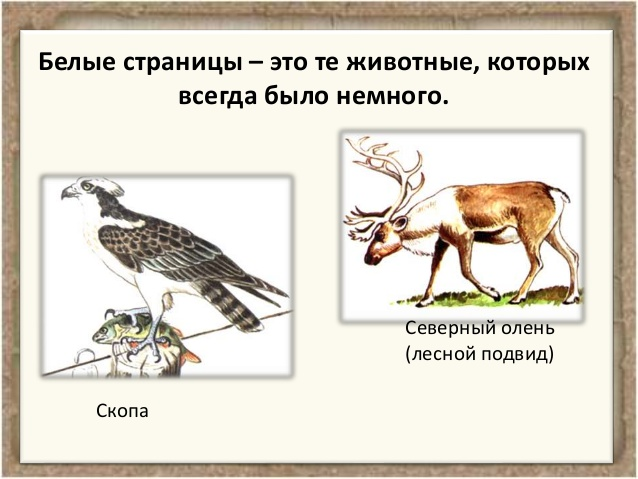 Белые страницы – это те животные, которых
всегда было немного.
Северный олень
(лесной подвид)
Скопа